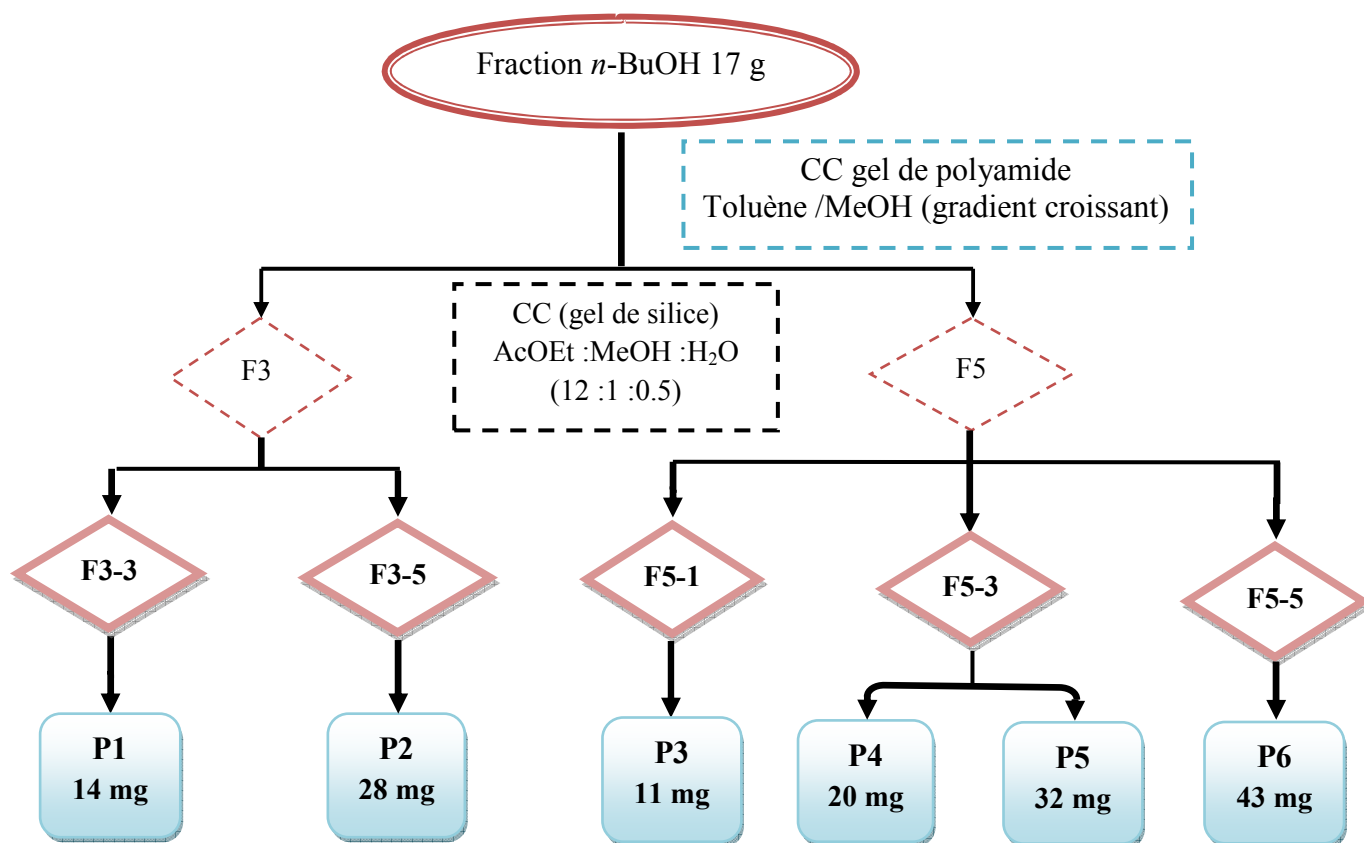 Fraction n-BuOH 17 g
CC gel de polyamide
Toluène /MeOH (gradient croissant)
CC (gel de silice)
AcOEt :MeOH :H₂O
(12 :1 :0.5)
F3
F5
F3-3
F3-5
F5-1
F5-3
F5-5
P1
14 mg
P2
28 mg
P3
11 mg
P4
20 mg
P5
32 mg
P6
43 mg